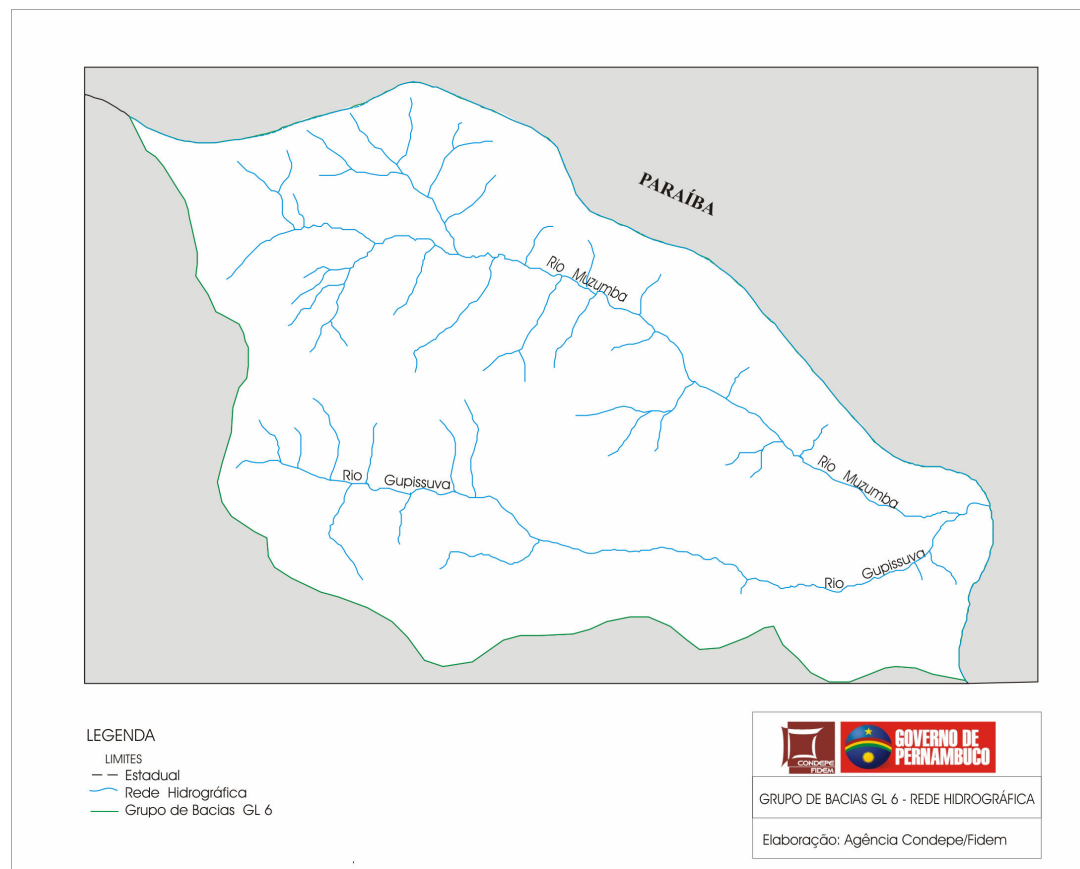 PARAÍBA
Rio Muzumba
Rio Gupissuva
Rio Muzumba
Rio Gupissuva
LEGENDA
LIMITES
Estadual
Rede Hidrográfica
Grupo de Bacias GL 6
CONDEPE
FIDEM
GOVERNO DE
PERNAMBUCO
GRUPO DE BACIAS GL 6 - REDE HIDROGRÁFICA
Elaboração: Agência Condepe/Fidem